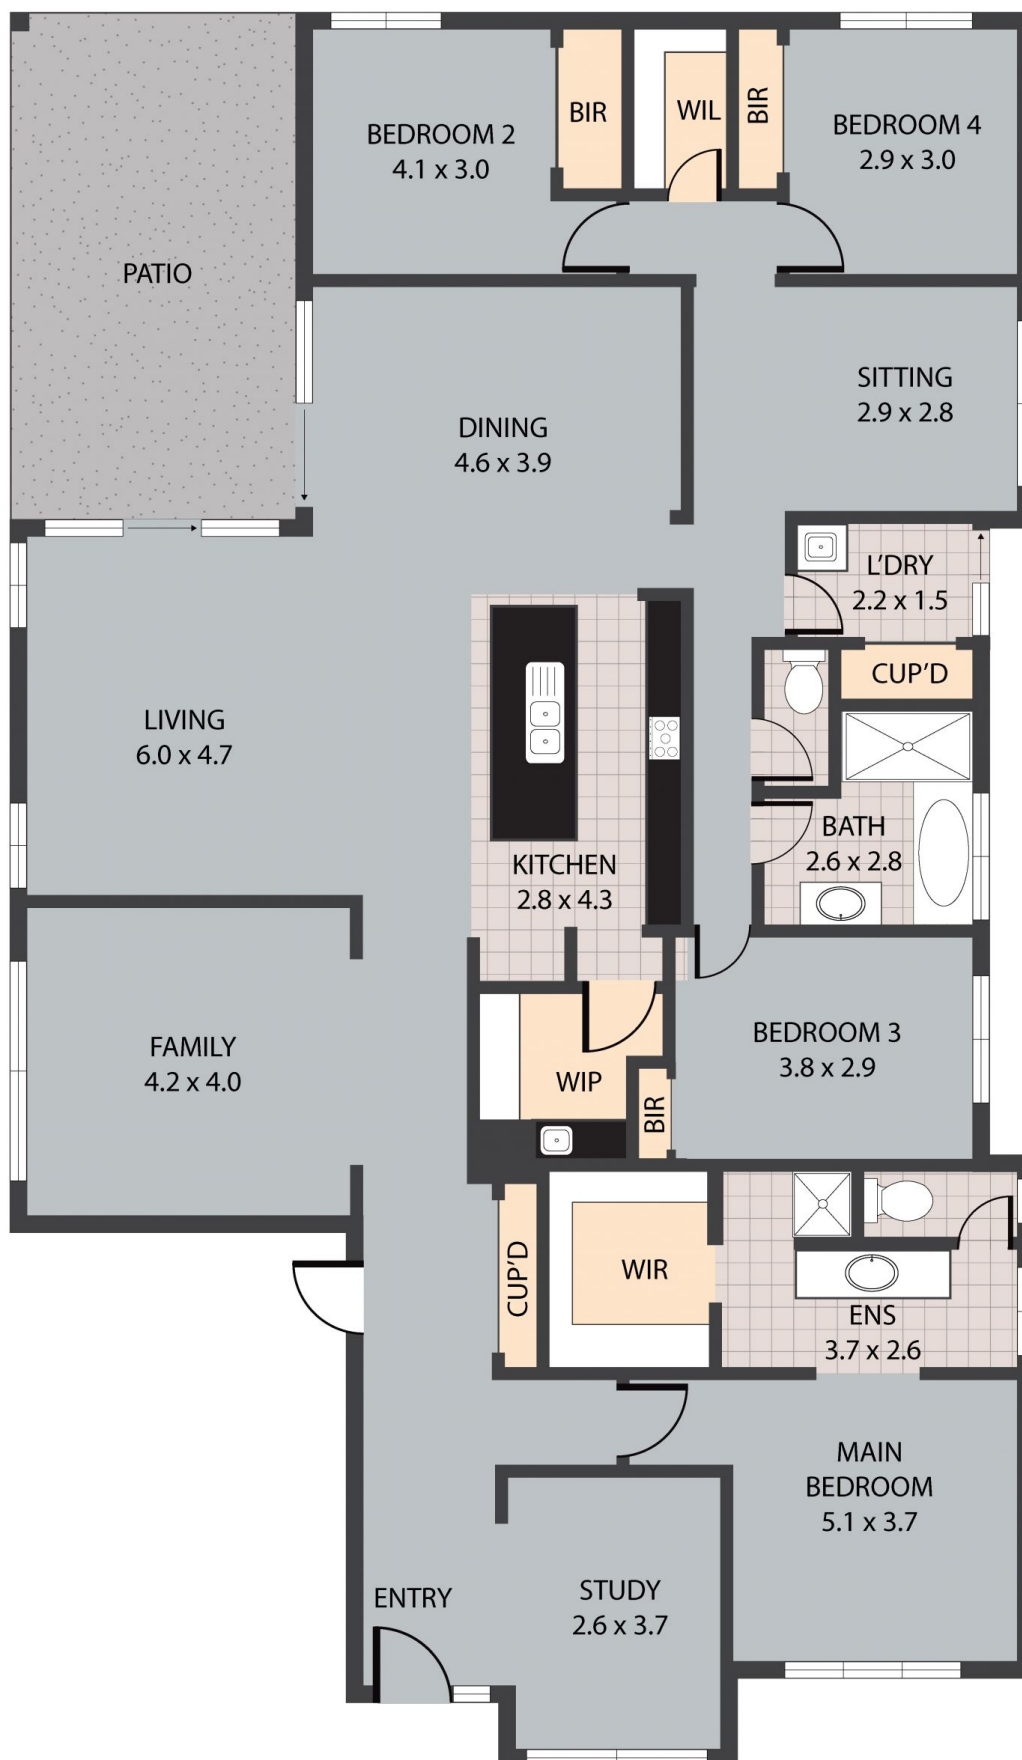 BEDROOM 2
4.1 x 3.0
BIR
WIL
BIR
BEDROOM 4
2.9 x 3.0
PATIO
SITTING
2.9 x 2.8
DINING
4.6 x 3.9
L'DRY
2.2 x 1.5
CUP'D
LIVING
6.0 x 4.7
BATH
2.6 x 2.8
KITCHEN
2.8 x 4.3
FAMILY
4.2 x 4.0
BEDROOM 3
3.8 x 2.9
WIP
BIR
CUP'D
WIR
ENS
3.7 x 2.6
MAIN
BEDROOM
5.1 x 3.7
ENTRY
STUDY
2.6 x 3.7